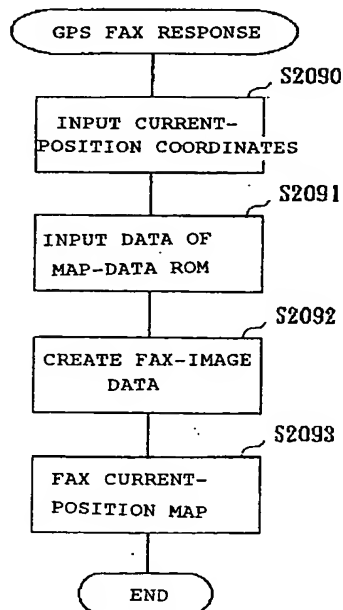 GPS FAX RESPONSE
S2090
INPUT CURRENT-
POSITION COORDINATES
S2091
INPUT DATA OF
MAP-DATA ROM
S2092
CREATE FAX-IMAGE
DATA
S2093
FAX CURRENT-
POSITION MAP
END